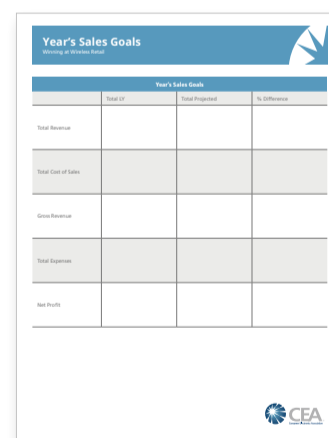 Year's Sales Goals
Winning at Wireless Retail
Year's Sales Goals
Total LY
Total Projected
% Difference
Total Revenue
Total Cost of Sales
Gross Revenue
Total Expenses
Net Profit
CEA